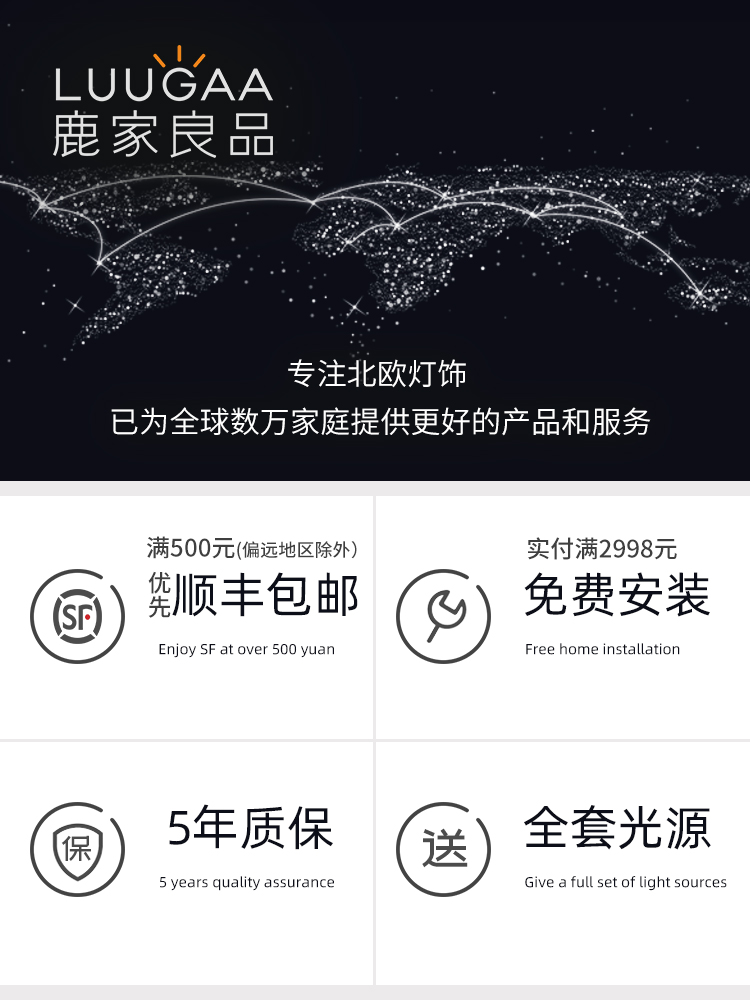 LUUGAA
鹿家良品
专注北欧灯饰
已为全球数万家庭提供更好的产品和服务
满500元(偏远地区除外）
优先顺丰包邮
SF
Enjoy SF at over 500 yuan
实付满2998元
免费安装
Free home installation
5年质保
保
5 years quality assurance
全套光源
送
Give a full set of light sources